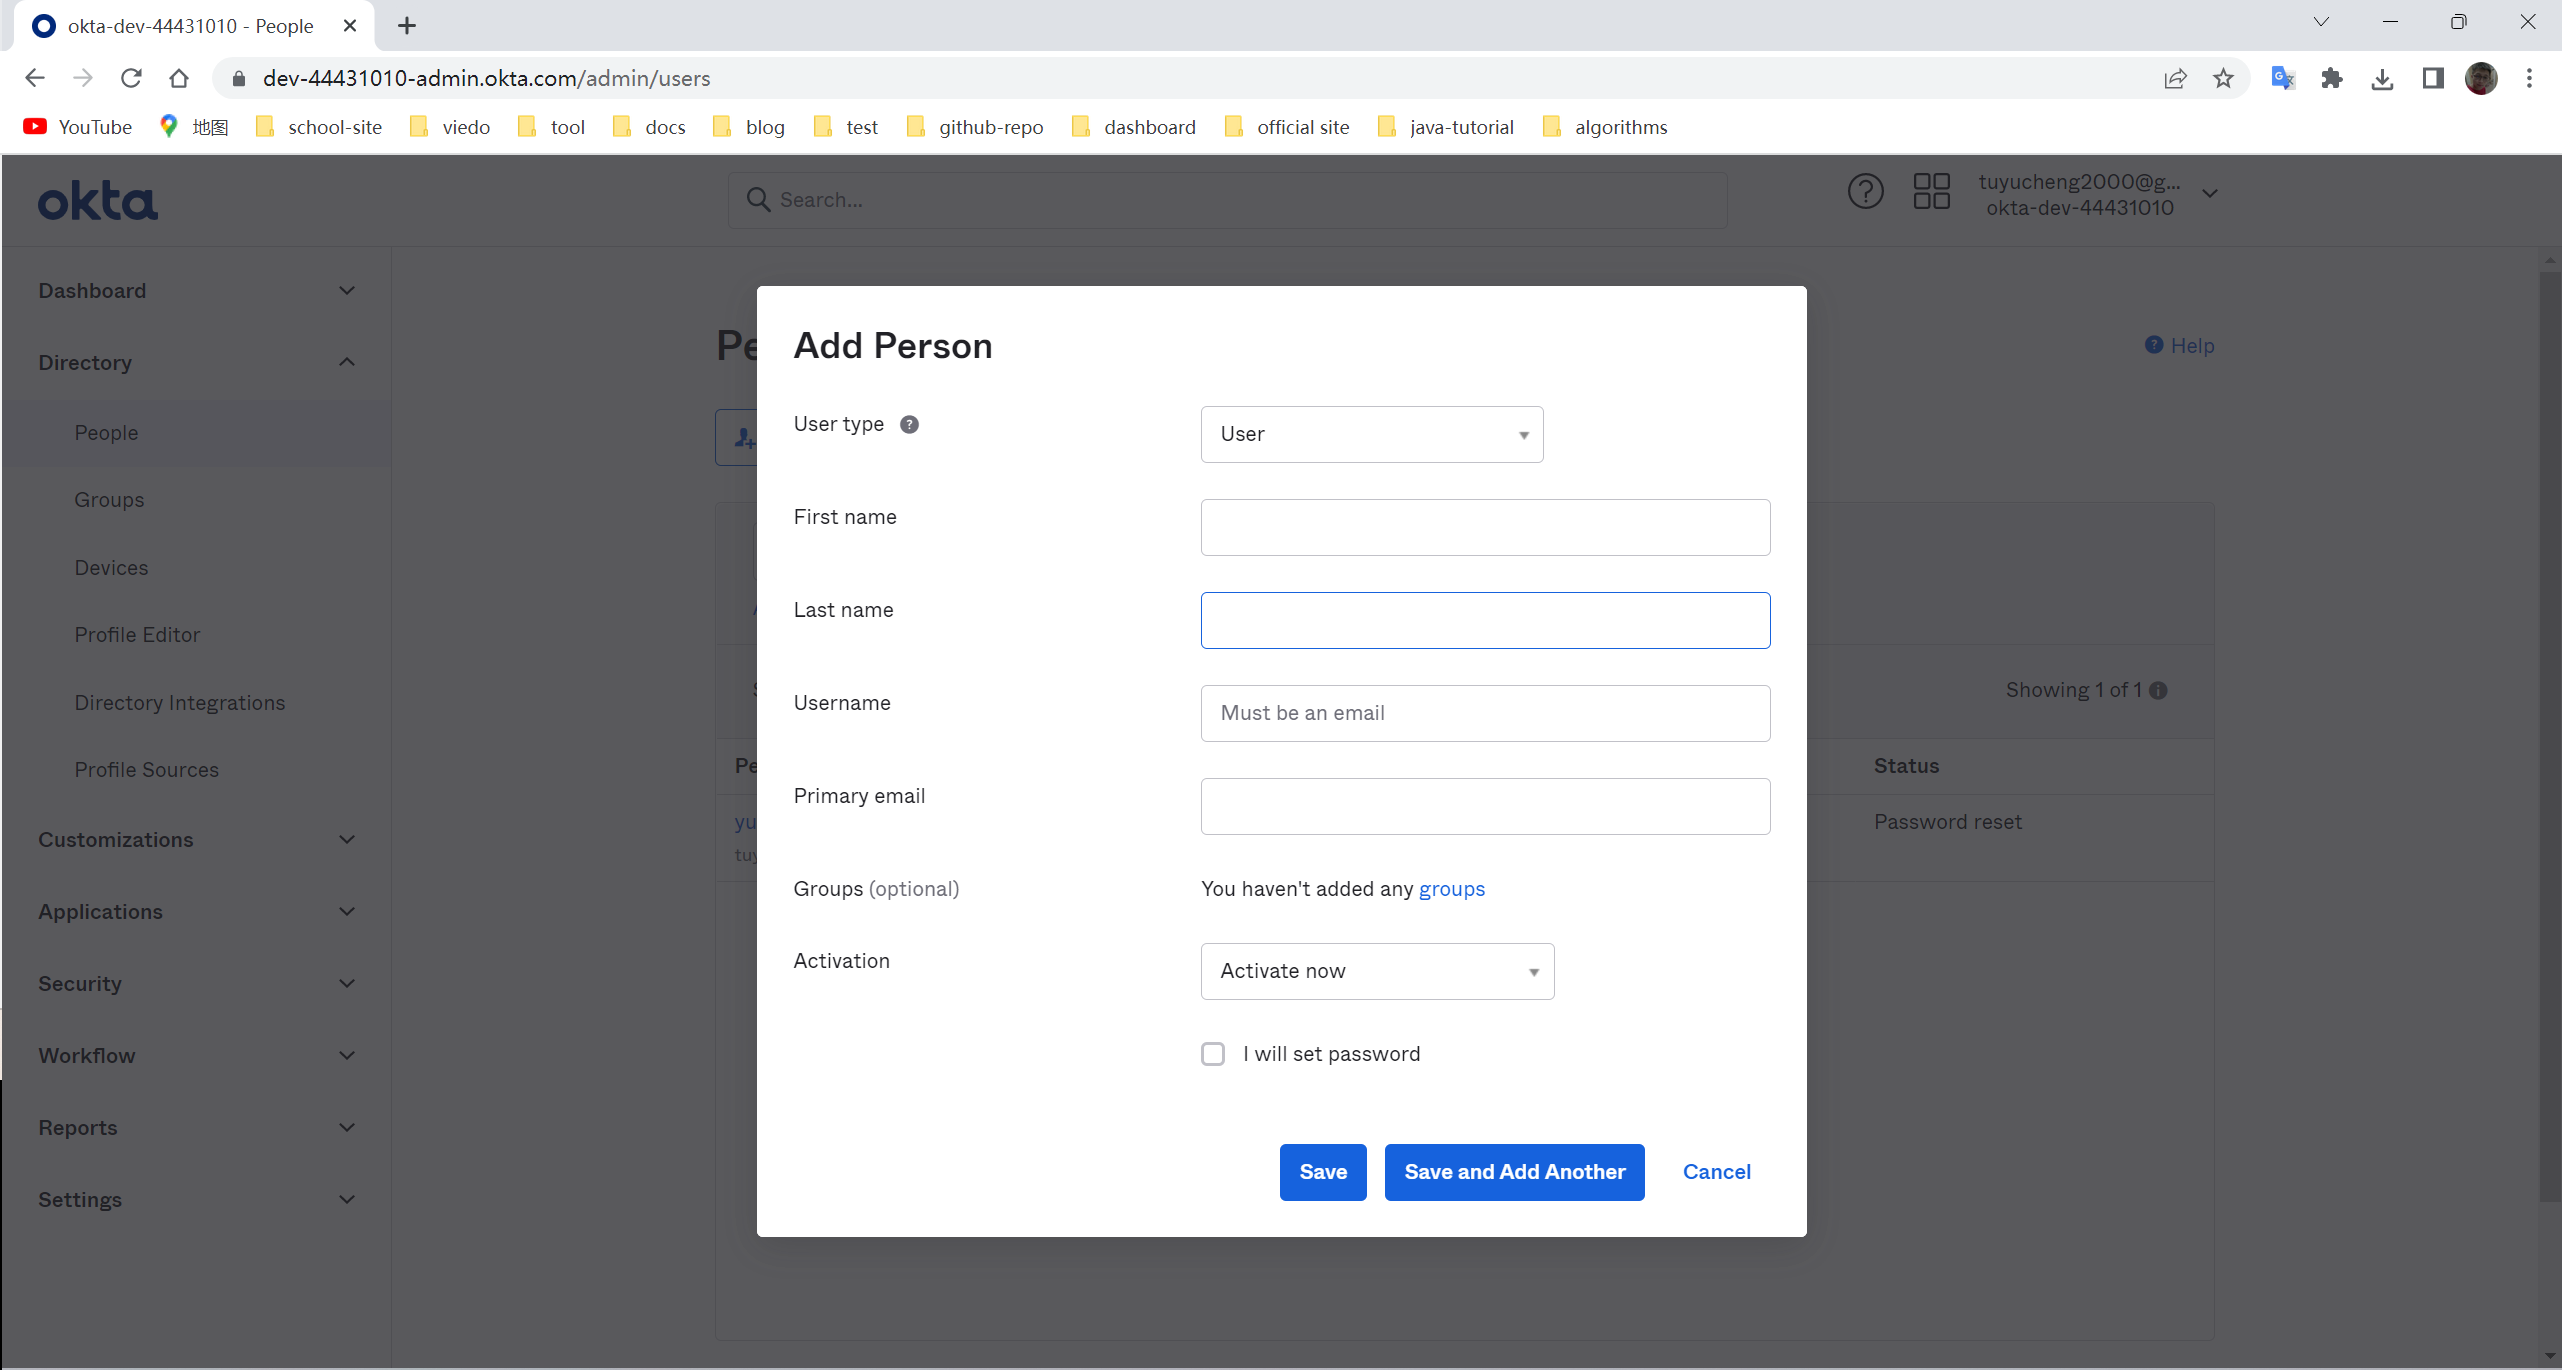 okta-dev-44431010 - People
dev-44431010-admin.okta.com/admin/users
YouTube 地图 school-site viedo tool docs blog test github-repo dashboard official site java-tutorial algorithms
okta
Search...
tuyucheng2000@g...
okta-dev-44431010
Dashboard
Directory
People
Groups
Devices
Profile Editor
Directory Integrations
Profile Sources
Customizations
Applications
Security
Workflow
Reports
Settings
Help
Showing 1 of 1
Status
Password reset
Add Person
User type
User
First name
Last name
Username
Must be an email
Primary email
Groups (optional)
You haven't added any groups
Activation
Activate now
I will set password
Save
Save and Add Another
Cancel